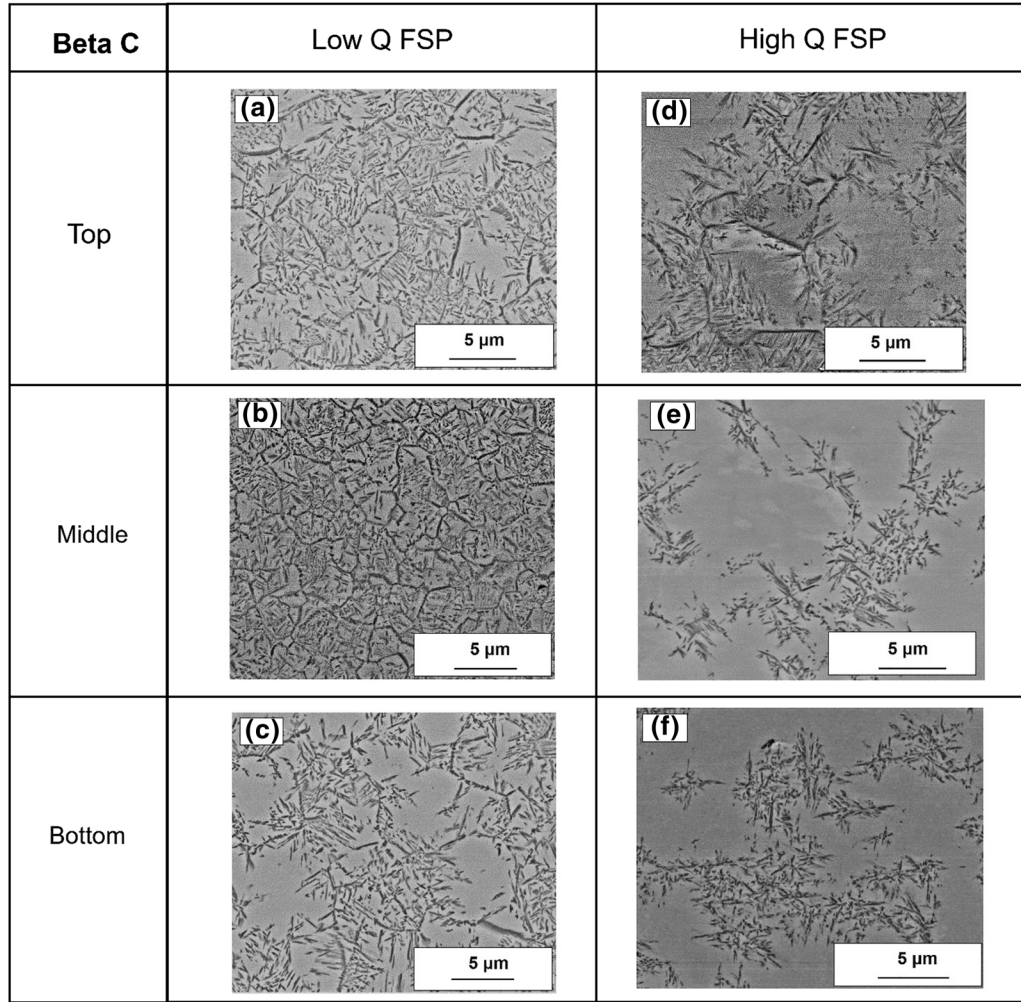 Beta C
Low Q FSP
High Q FSP
Top
(a)
5 µm
(d)
5 µm
Middle
(b)
5 µm
(e)
5 µm
Bottom
(c)
5 µm
(f)
5 µm